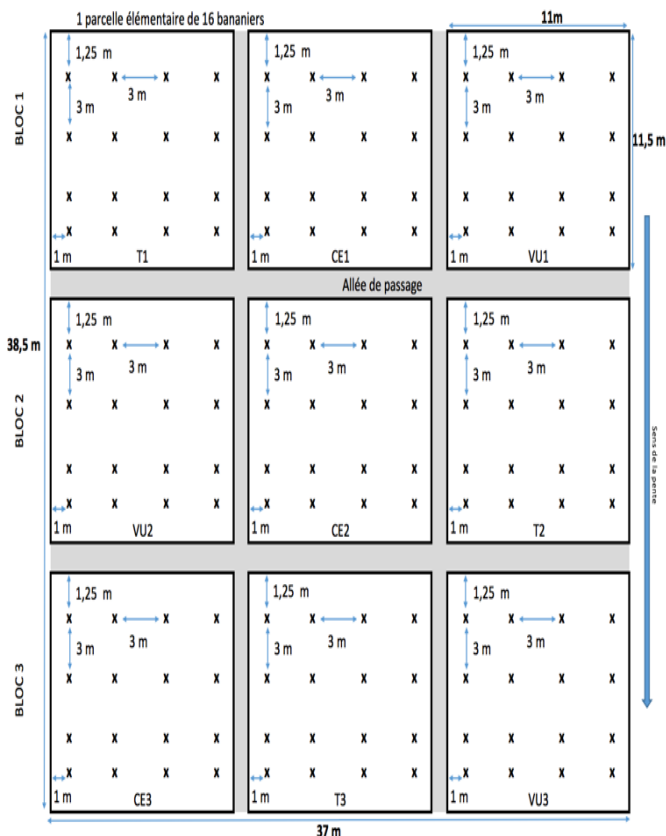 1 parcelle élémentaire de 16 bananiers
11m
1,25 m
1,25 m
1,25 m
x x x x x x x x x x x x
3 m
3 m
3 m
3 m
3 m
3 m
BLOC 1
x x x x x x x x x x x x
11,5 m
x x x x x x x x x x x x
x x x x x x x x x x x x
1 m
T1
1 m
CE1
1 m
VU1
Allée de passage
1,25 m
1,25 m
1,25 m
38,5 m
x x x x x x x x x x x x
3 m
3 m
3 m
3 m
3 m
3 m
BLOC 2
x x x x x x x x x x x x
Sens de la pente
x x x x x x x x x x x x
x x x x x x x x x x x x
1 m
VU2
1 m
CE2
1 m
T2
1,25 m
1,25 m
1,25 m
x x x x x x x x x x x x
3 m
3 m
3 m
3 m
3 m
3 m
BLOC 3
x x x x x x x x x x x x
x x x x x x x x x x x x
x x x x x x x x x x x x
1 m
CE3
1 m
T3
1 m
VU3
37 m